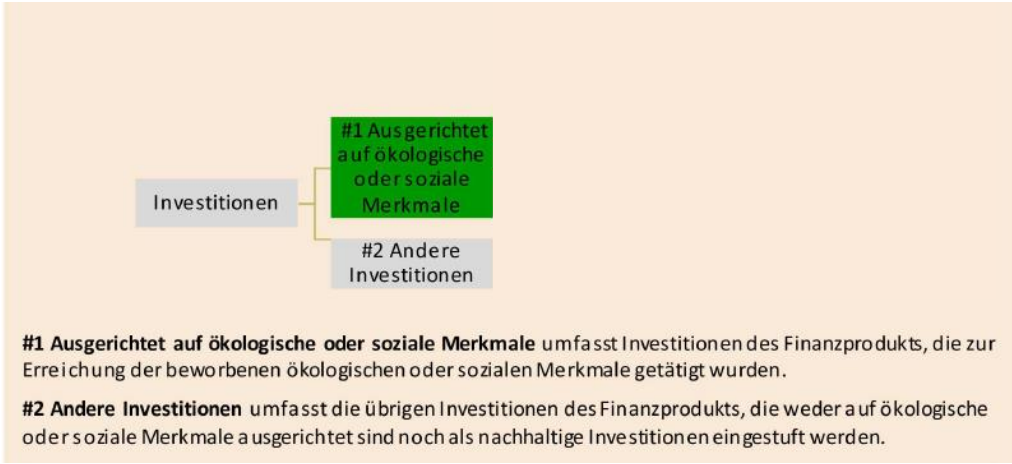 #1 Ausgerichtet
auf ökologische
oder soziale
Merkmale
Investitionen
#2 Andere
Investitionen
#1 Ausgerichtet auf ökologische oder soziale Merkmale umfasst Investitionen des Finanzprodukts, die zur
Erreichung der beworbenen ökologischen oder sozialen Merkmale getätigt wurden.
#2 Andere Investitionen umfasst die übrigen Investitionen des Finanzprodukts, die weder auf ökologische
oder soziale Merkmale ausgerichtet sind noch als nachhaltige Investitionen eingestuft werden.